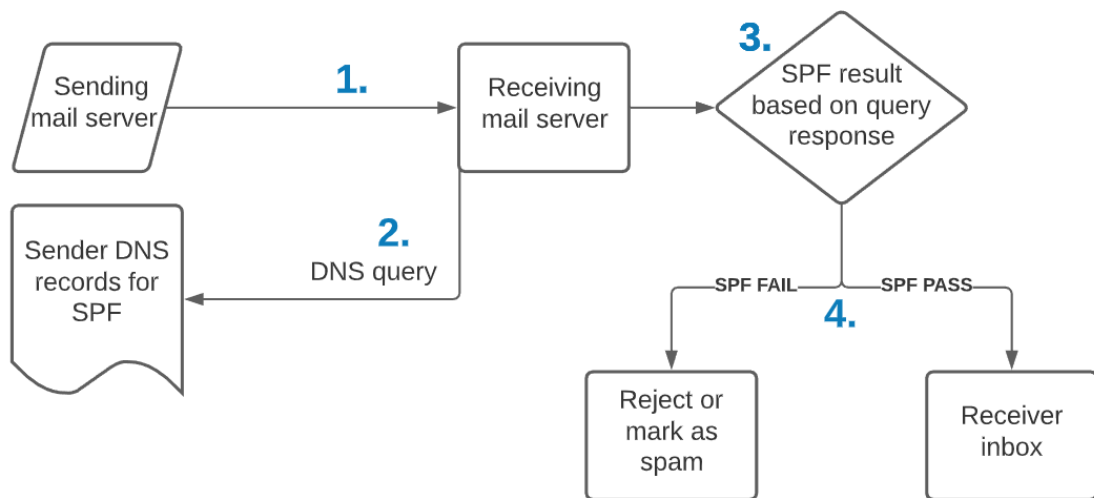 Sending
mail server
1.
Receiving
mail server
3.
SPF result
based on query
response
Sender DNS
records for
SPF
2.
DNS query
SPF FAIL
SPF PASS
4.
Reject or
mark as
spam
Receiver
inbox